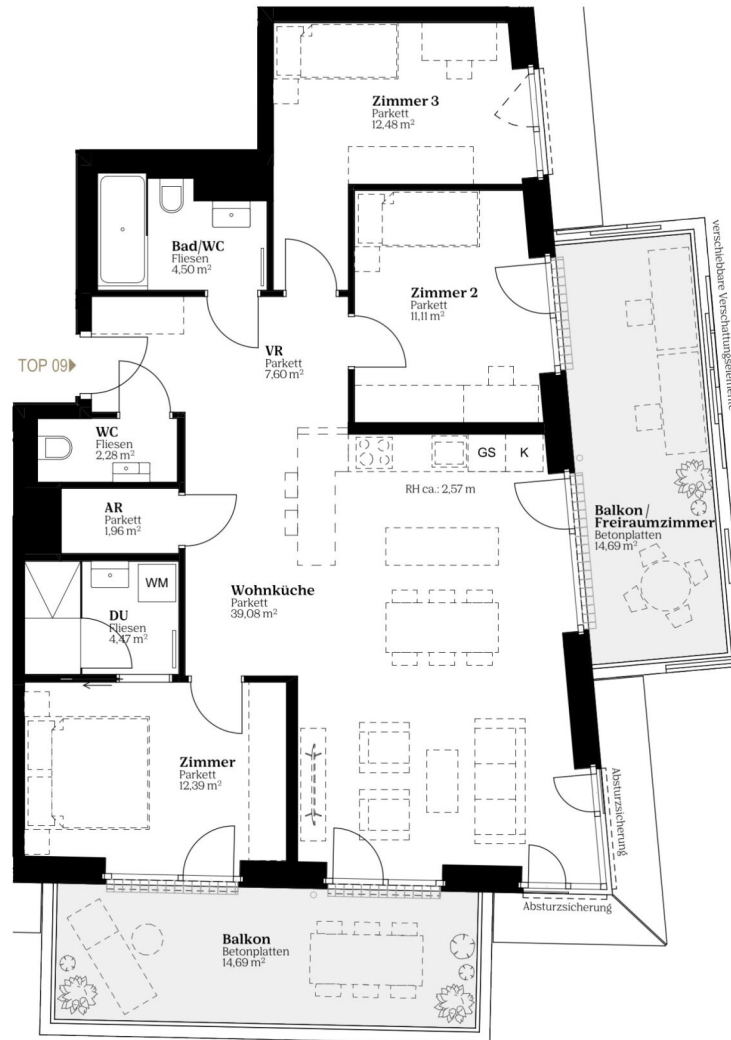 Zimmer 3
Parkett
12,48 m²
Bad/WC
Fliesen
4,50 m²
Zimmer 2
Parkett
11,11 m²
verschiebbare Verschattungselemente
VR
Parkett
7,60 m²
TOP 09
WC
Fliesen
2,28 m²
GS
K
RH ca.: 2,57 m
AR
Parkett
1,96 m²
Balkon /
Freiraumzimmer
Betonplatten
14,69 m²
WM
DU
Fliesen
4,47 m²
Wohnküche
Parkett
39,08 m²
Zimmer
Parkett
12,39 m²
Absturzsicherung
Absturzsicherung
Balkon
Betonplatten
14,69 m²